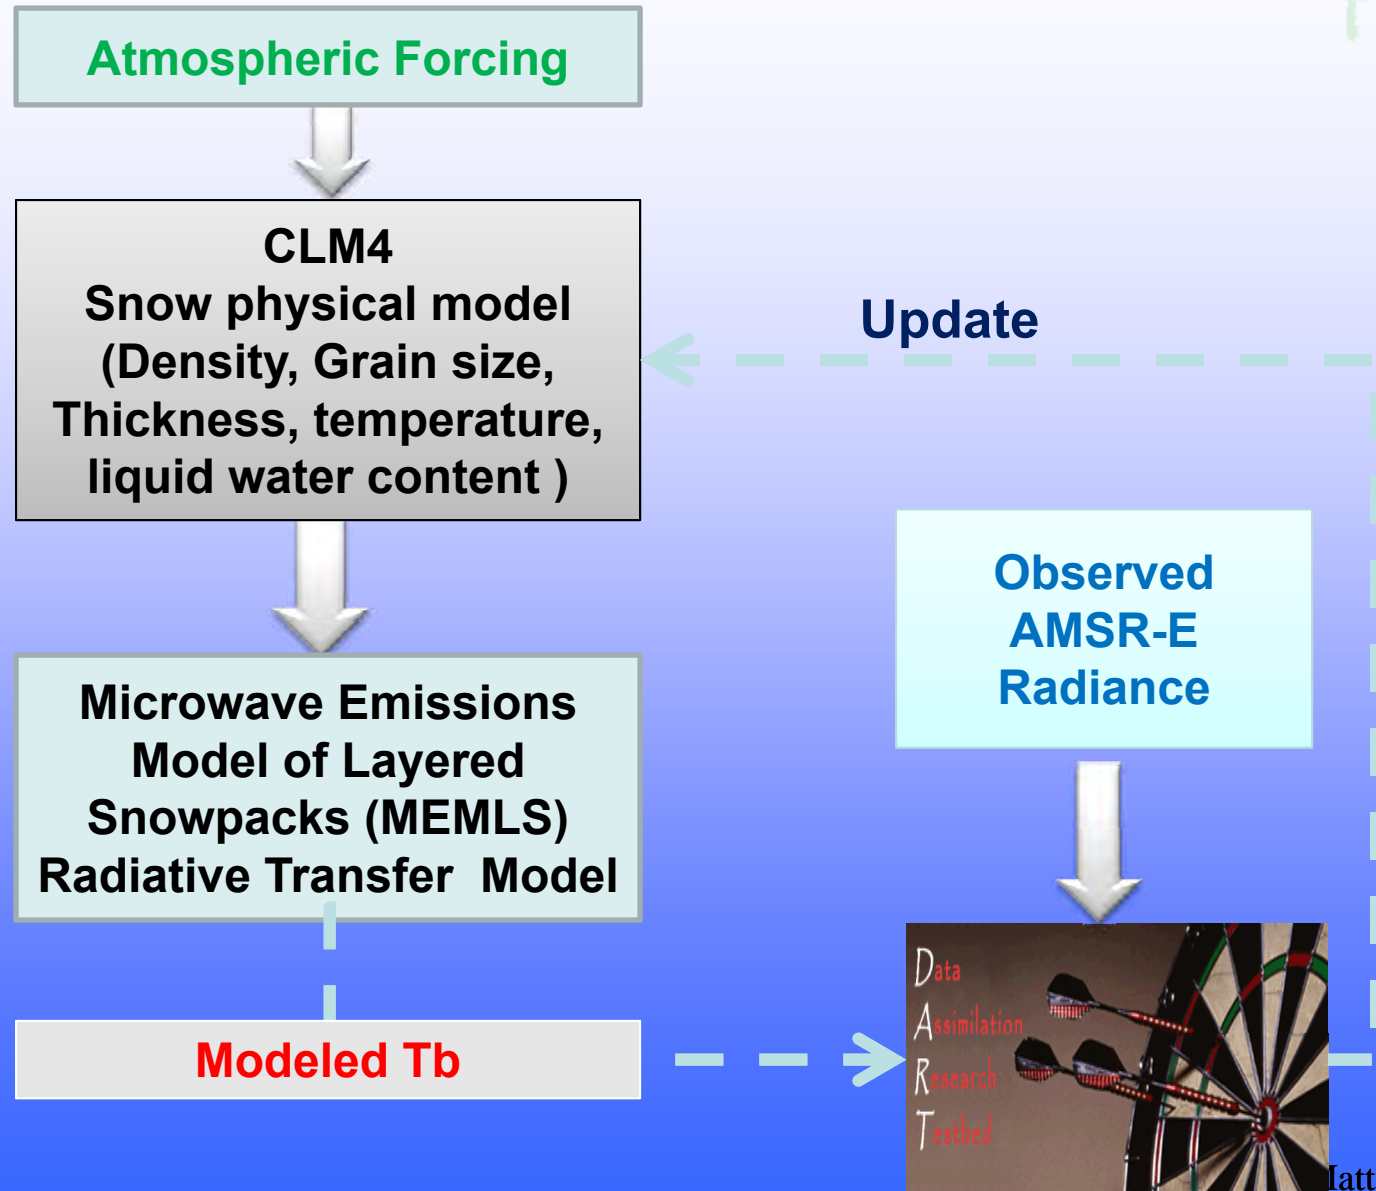 Atmospheric Forcing
CLM4
Snow physical model
(Density, Grain size,
Thickness, temperature,
liquid water content )
Update
Observed
AMSR-E
Radiance
Microwave Emissions
Model of Layered
Snowpacks (MEMLS)
Radiative Transfer  Model
Modeled Tb
Data
Assimilation
Research
Testbed